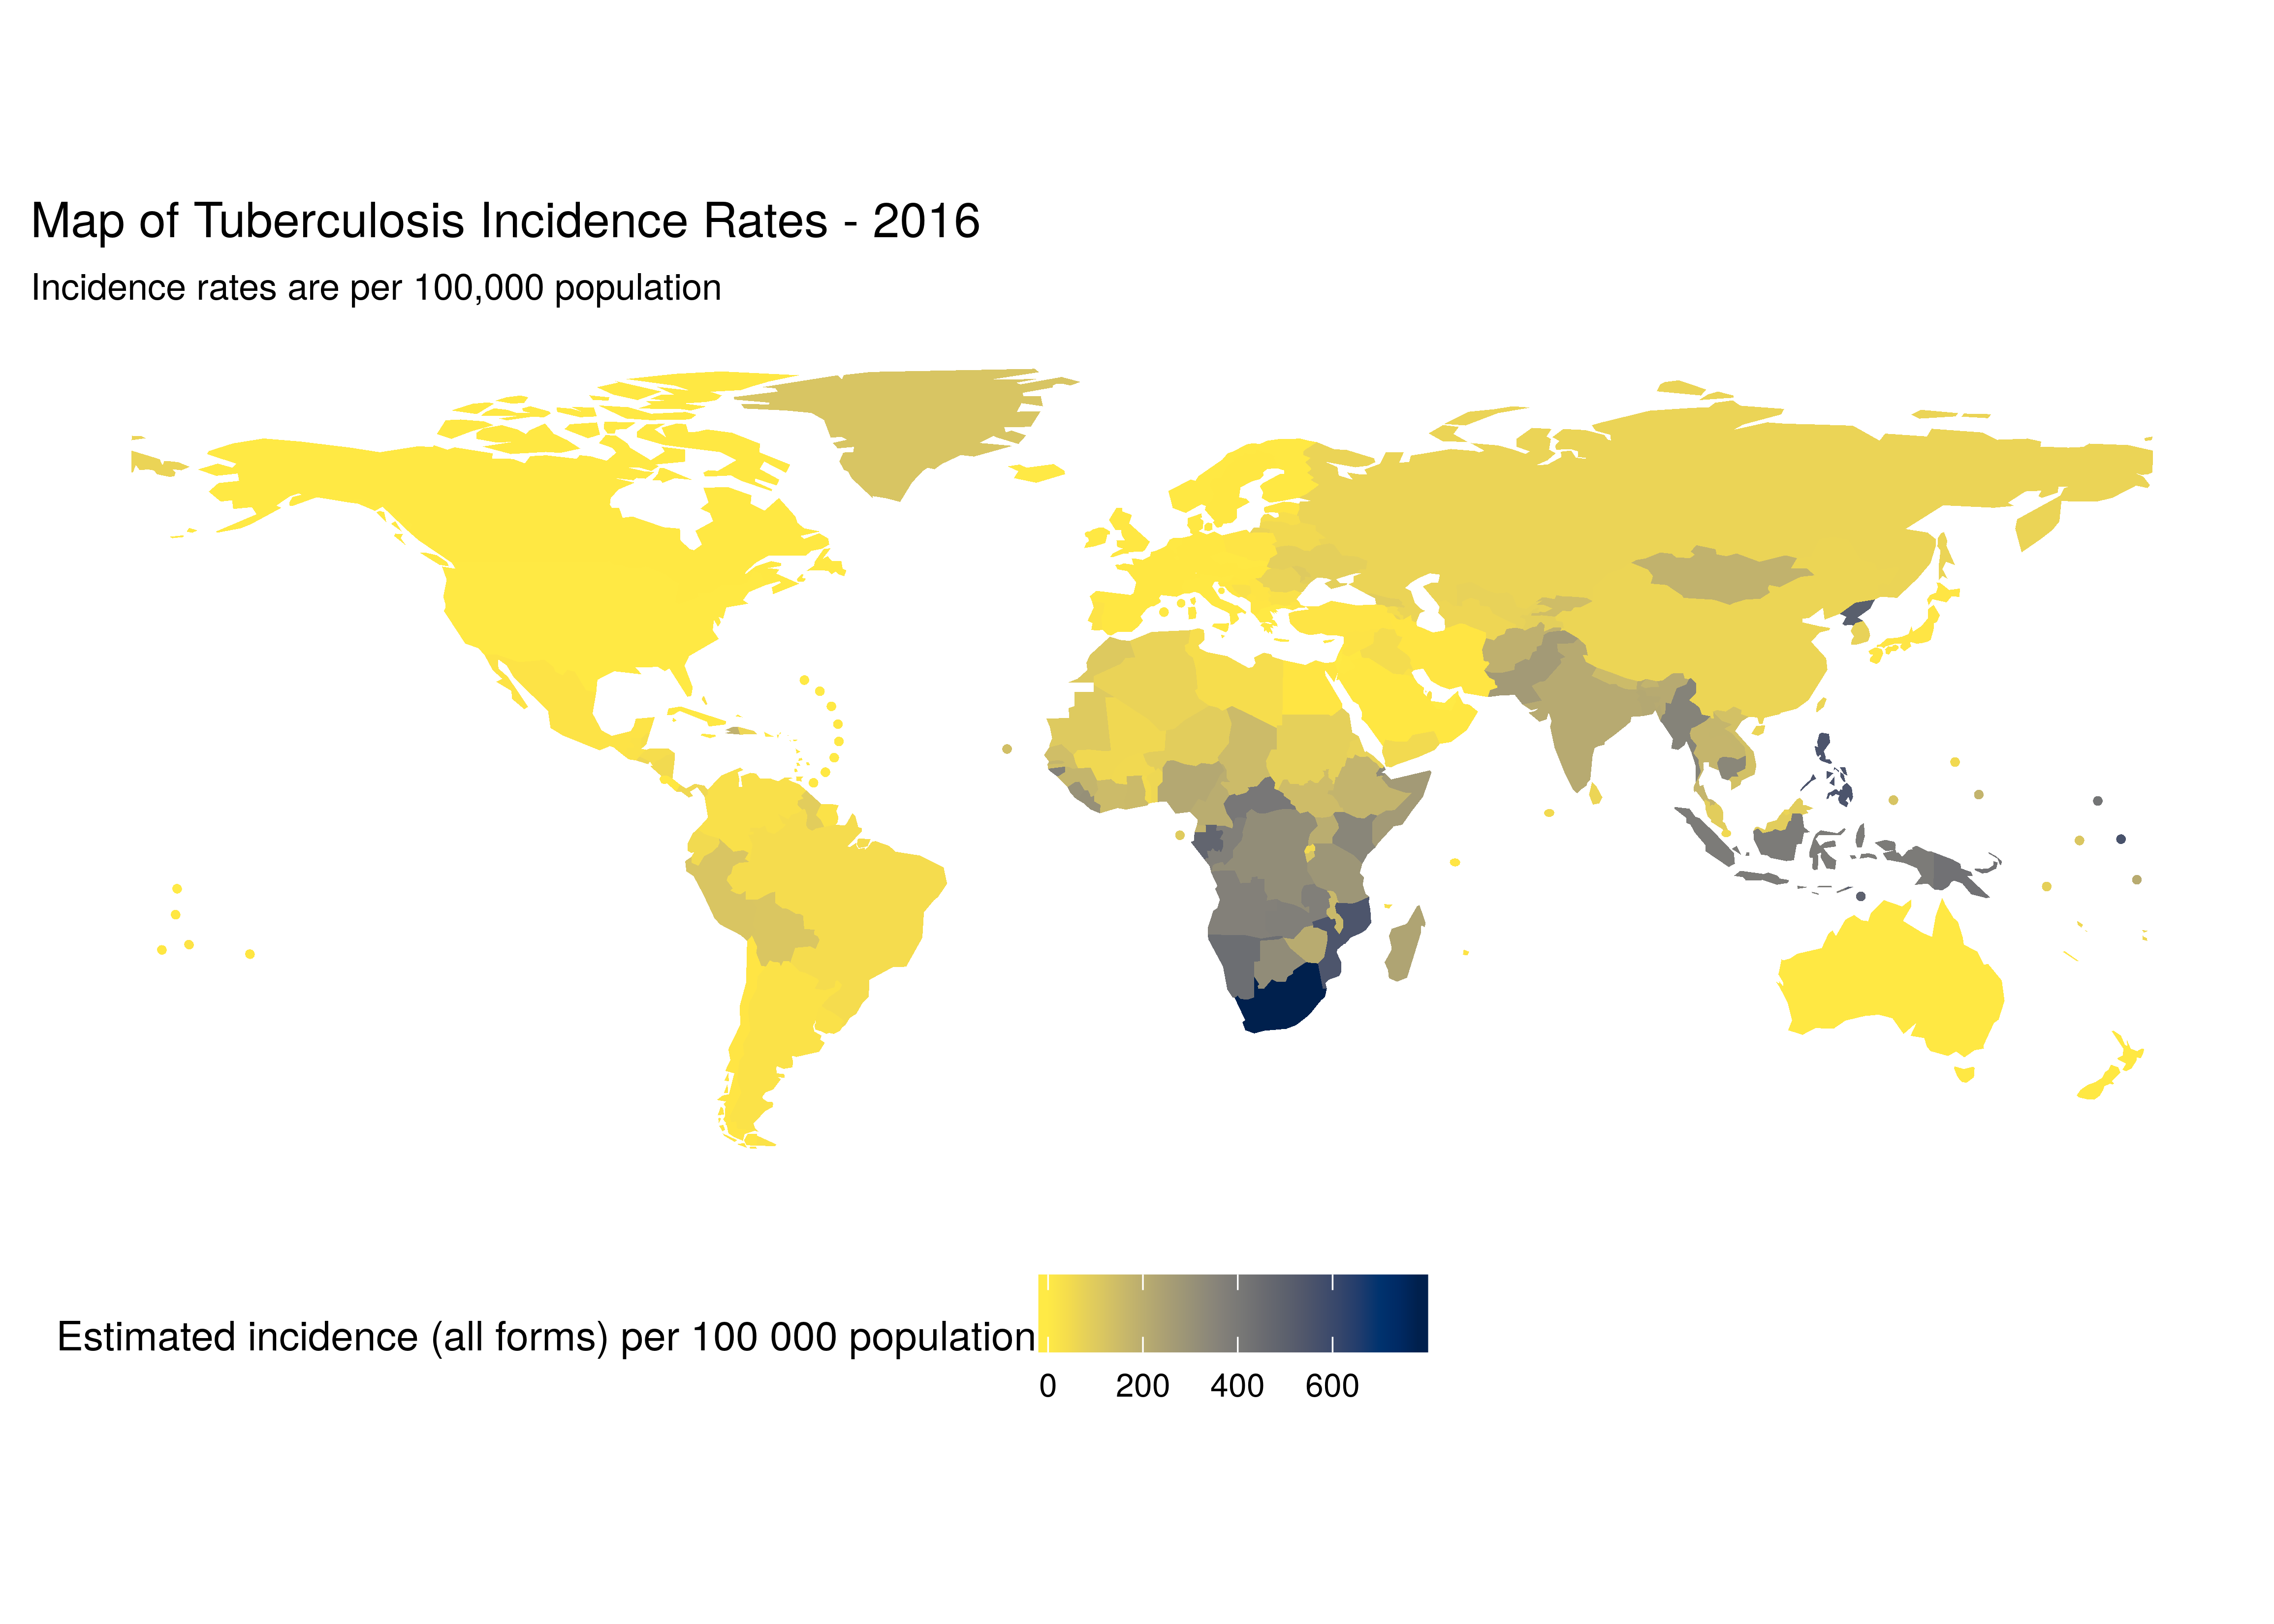 Map of Tuberculosis Incidence Rates - 2016
Incidence rates are per 100,000 population
Estimated incidence (all forms) per 100 000 population
0 200 400 600